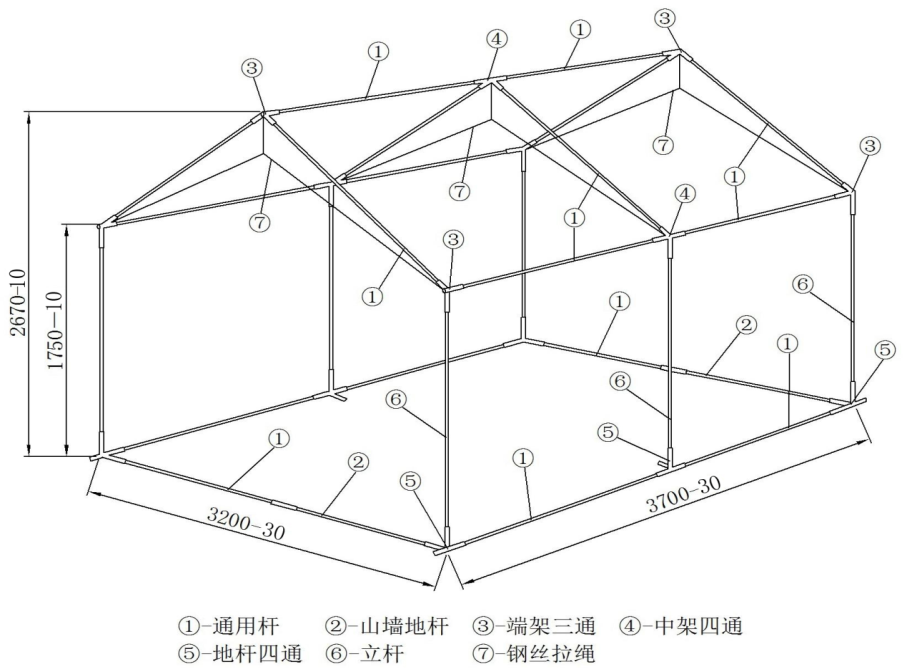 ③ ① ④ ① ③
⑦ ⑦ ① ⑦ ① ① ③
③ ① ① ④
2670-10
1750-10
⑥ ① ② ① ⑤
⑥ ⑥ ⑤
① ② ⑤ ①
3200-30
3700-30
①-通用杆 ②-山墙地杆 ③-端架三通 ④-中架四通
⑤-地杆四通 ⑥-立杆 ⑦-钢丝拉绳